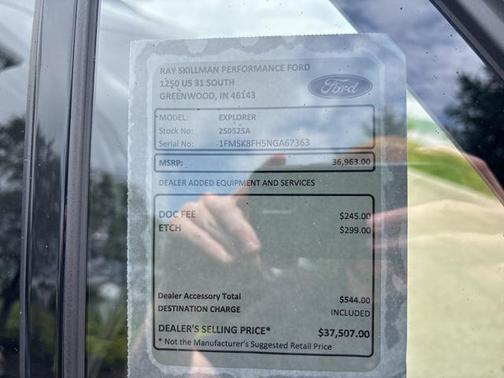 RAY SKILLMAN PERFORMANCE FORD
1250 US 31 SOUTH
GREENWOOD, IN 46143
Ford
MODEL: EXPLORER
Stock No: 250525A
Serial No: 1FMSK8FH5NGA67363
MSRP: 36,963.00
DEALER ADDED EQUIPMENT AND SERVICES
DOC FEE $245.00
ETCH $299.00
Dealer Accessory Total $544.00
DESTINATION CHARGE INCLUDED
DEALER'S SELLING PRICE* $37,507.00
* Not the Manufacturer's Suggested Retail Price